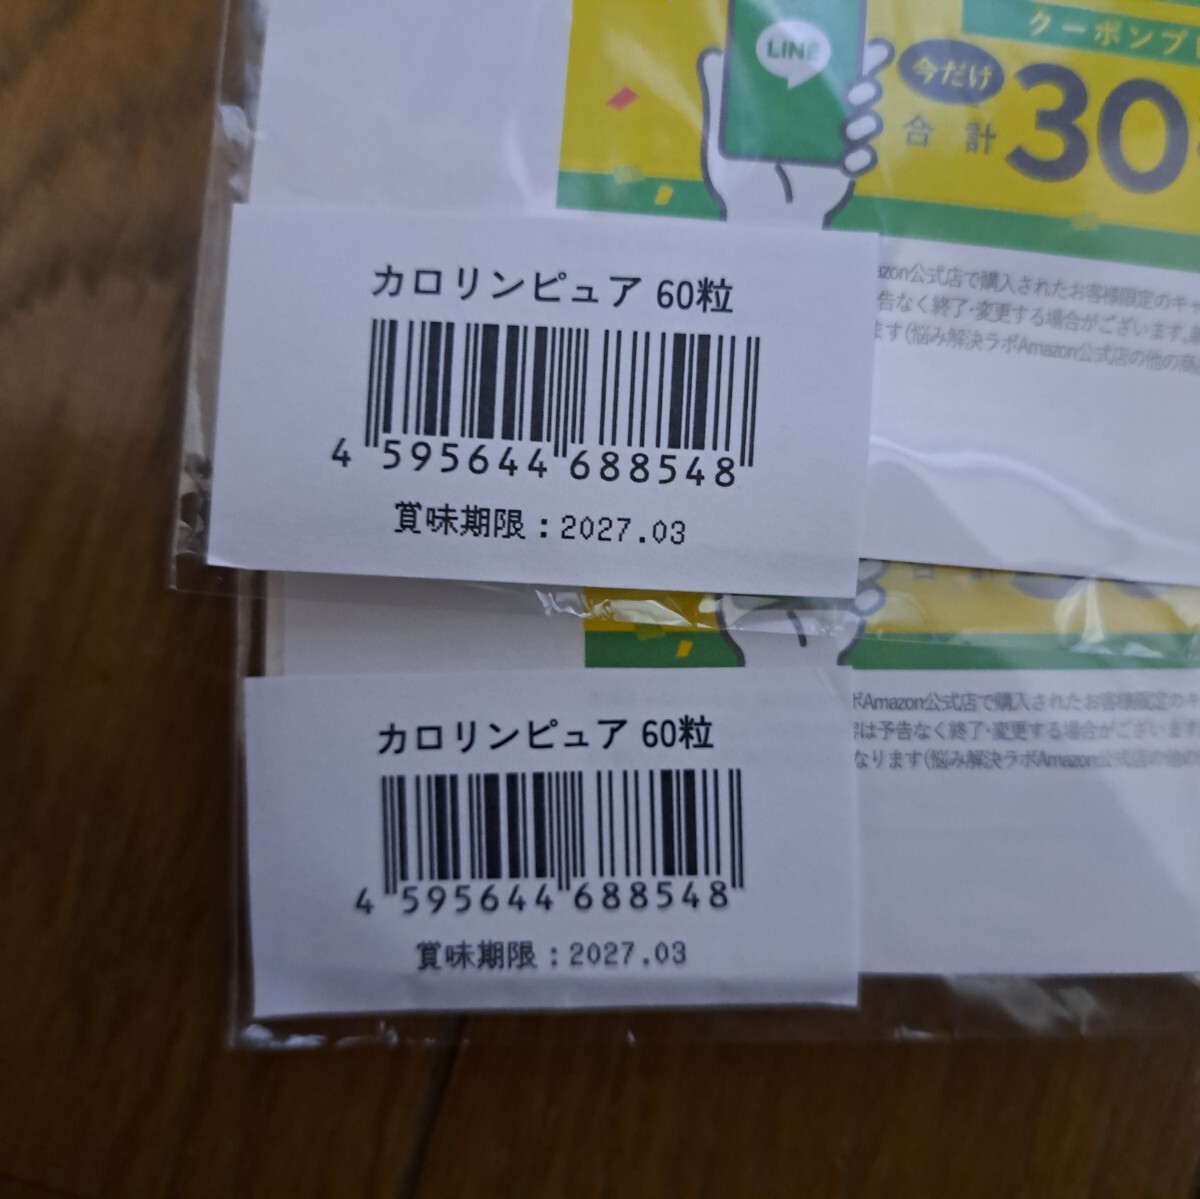 クーポンプ
LINE
今だけ
合計
30
カロリンピュア 60粒
4 595644 688548
賞味期限：2027.03
azon公式店で購入されたお客様限定のキャ
予告なく終了・変更する場合がございます。
ます（悩み解決ラボAmazon公式店の他の商
合計
カロリンピュア 60粒
4 595644 688548
賞味期限：2027.03
ボAmazon公式店で購入されたお客様限定のキ
は予告なく終了・変更する場合がございます
なります（悩み解決ラボAmazon公式店の他の